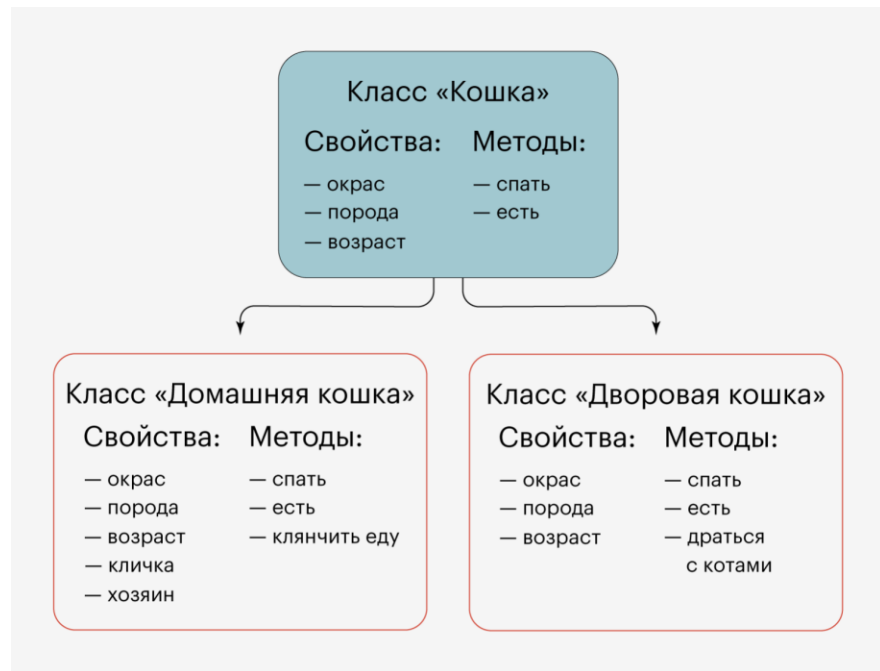 Класс «Кошка»
Свойства:
— окрас
— порода
— возраст
Методы:
— спать
— есть
Класс «Домашняя кошка»
Свойства:
— окрас
— порода
— возраст
— кличка
— хозяин
Методы:
— спать
— есть
— клянчить еду
Класс «Дворовая кошка»
Свойства:
— окрас
— порода
— возраст
Методы:
— спать
— есть
— драться
с котами